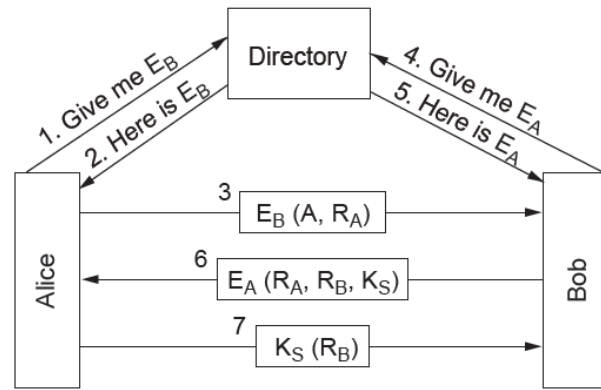 Directory
1. Give me E_B
2. Here is E_B
4. Give me E_A
5. Here is E_A
Alice
Bob
3
E_B (A, R_A)
6
E_A (R_A, R_B, K_S)
7
K_S (R_B)